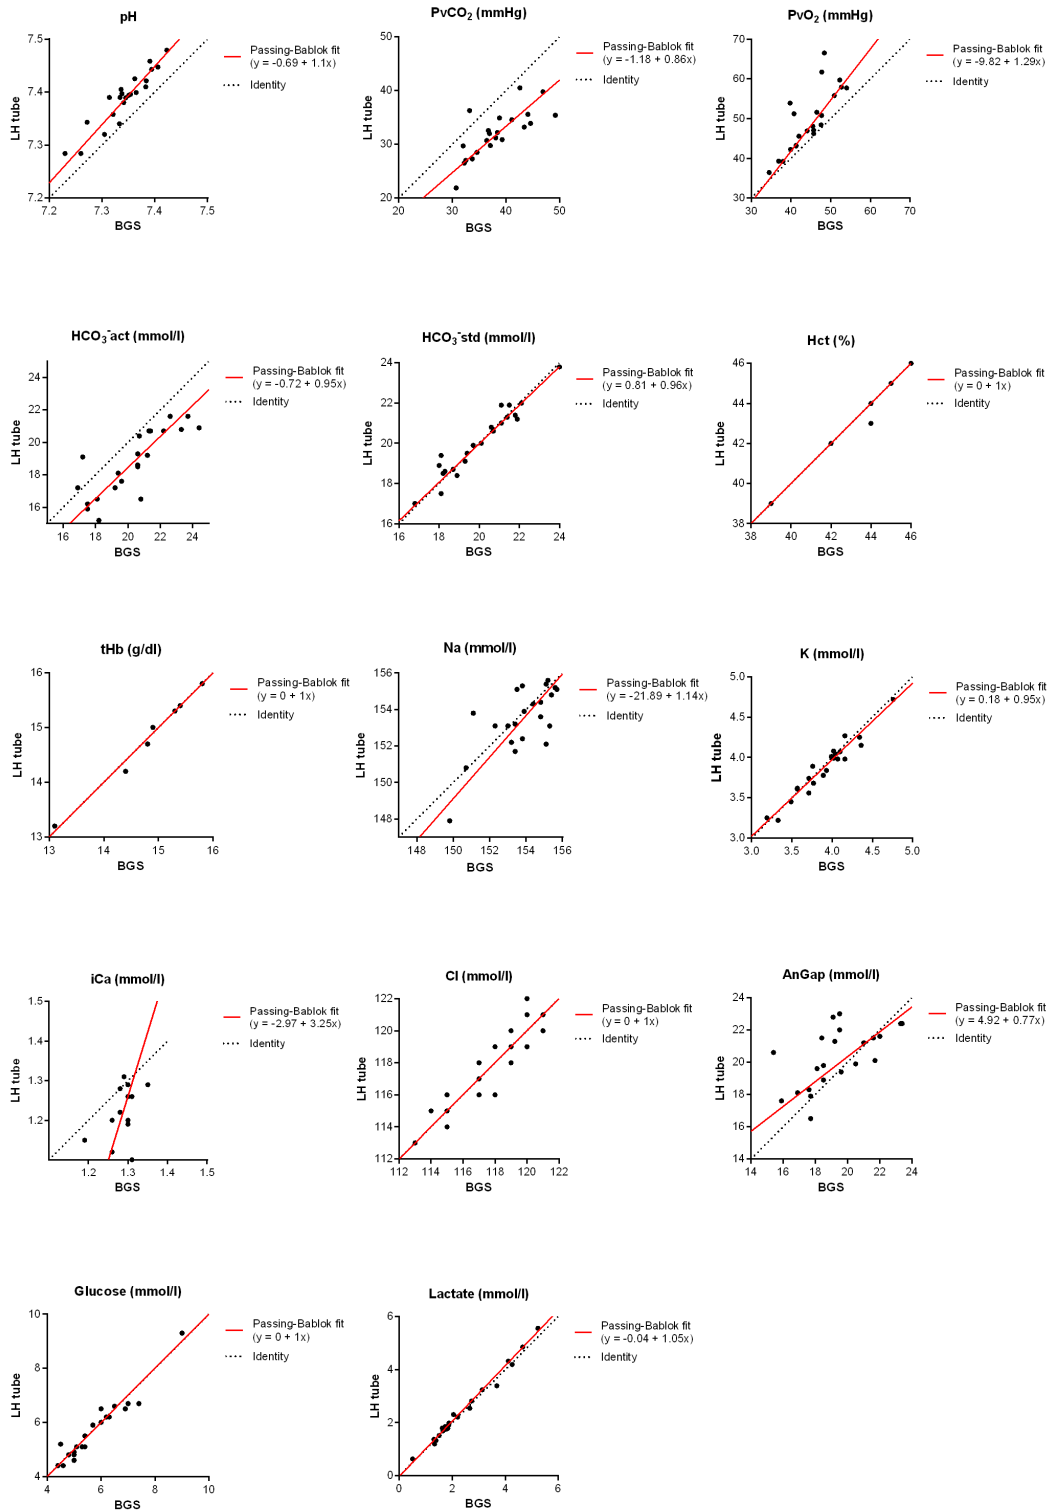 pH
7.5
7.4
7.3
7.2
7.2 7.3 7.4 7.5
LH tube
BGS
Passing-Bablok fit
(y = -0.69 + 1.1x)
Identity
PvCO₂ (mmHg)
50
40
30
20
20 30 40 50
LH tube
BGS
Passing-Bablok fit
(y = -1.18 + 0.86x)
Identity
PvO₂ (mmHg)
70
60
50
40
30
30 40 50 60 70
LH tube
BGS
Passing-Bablok fit
(y = -9.82 + 1.29x)
Identity
HCO₃⁻act (mmol/l)
24
22
20
18
16
16 18 20 22 24
LH tube
BGS
Passing-Bablok fit
(y = -0.72 + 0.95x)
Identity
HCO₃⁻std (mmol/l)
24
22
20
18
16
16 18 20 22 24
LH tube
BGS
Passing-Bablok fit
(y = 0.81 + 0.96x)
Identity
Hct (%)
46
44
42
40
38
38 40 42 44 46
LH tube
BGS
Passing-Bablok fit
(y = 0 + 1x)
Identity
tHb (g/dl)
16
15
14
13
13 14 15 16
LH tube
BGS
Passing-Bablok fit
(y = 0 + 1x)
Identity
Na (mmol/l)
156
154
152
150
148
148 150 152 154 156
LH tube
BGS
Passing-Bablok fit
(y = -21.89 + 1.14x)
Identity
K (mmol/l)
5.0
4.5
4.0
3.5
3.0
3.0 3.5 4.0 4.5 5.0
LH tube
BGS
Passing-Bablok fit
(y = 0.18 + 0.95x)
Identity
iCa (mmol/l)
1.5
1.4
1.3
1.2
1.2 1.3 1.4 1.5
LH tube
BGS
Passing-Bablok fit
(y = -2.97 + 3.25x)
Identity
Cl (mmol/l)
122
120
118
116
114
112
112 114 116 118 120 122
LH tube
BGS
Passing-Bablok fit
(y = 0 + 1x)
Identity
AnGap (mmol/l)
24
22
20
18
16
14
14 16 18 20 22 24
LH tube
BGS
Passing-Bablok fit
(y = 4.92 + 0.77x)
Identity
Glucose (mmol/l)
10
8
6
4
4 6 8 10
LH tube
BGS
Passing-Bablok fit
(y = 0 + 1x)
Identity
Lactate (mmol/l)
6
4
2
0
0 2 4 6
LH tube
BGS
Passing-Bablok fit
(y = -0.04 + 1.05x)
Identity